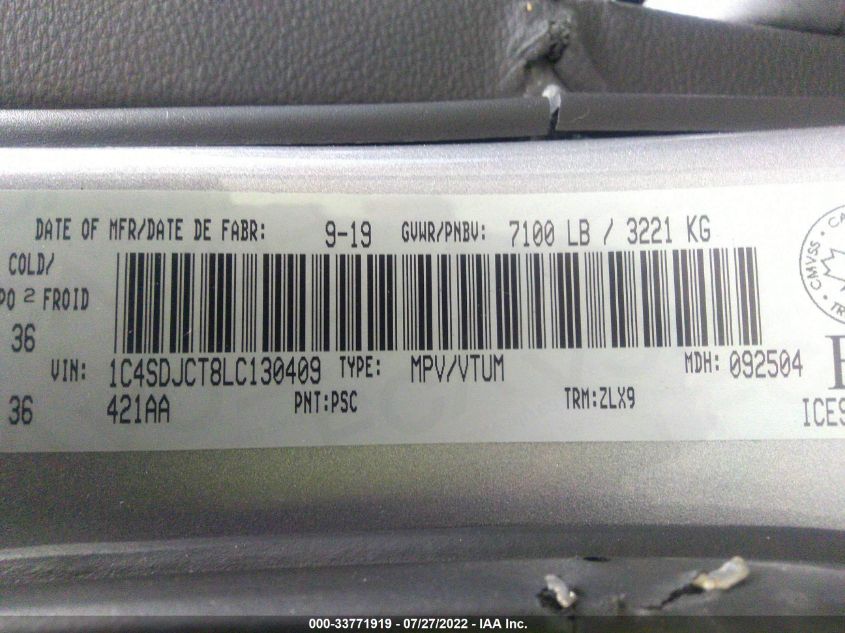 DATE OF MFR/DATE DE FABR: 9-19 GVWR/PNBV: 7100 LB / 3221 KG
COLD/
PO 2 FROID
36
VIN: 1C4SDJCT8LC130409 TYPE: MPV/VTUM MDH: 092504
36 421AA PNT:PSC TRM:ZLX9 ICES
CMVSS
000-33771919 / 07/27/2022 - IAA Inc.